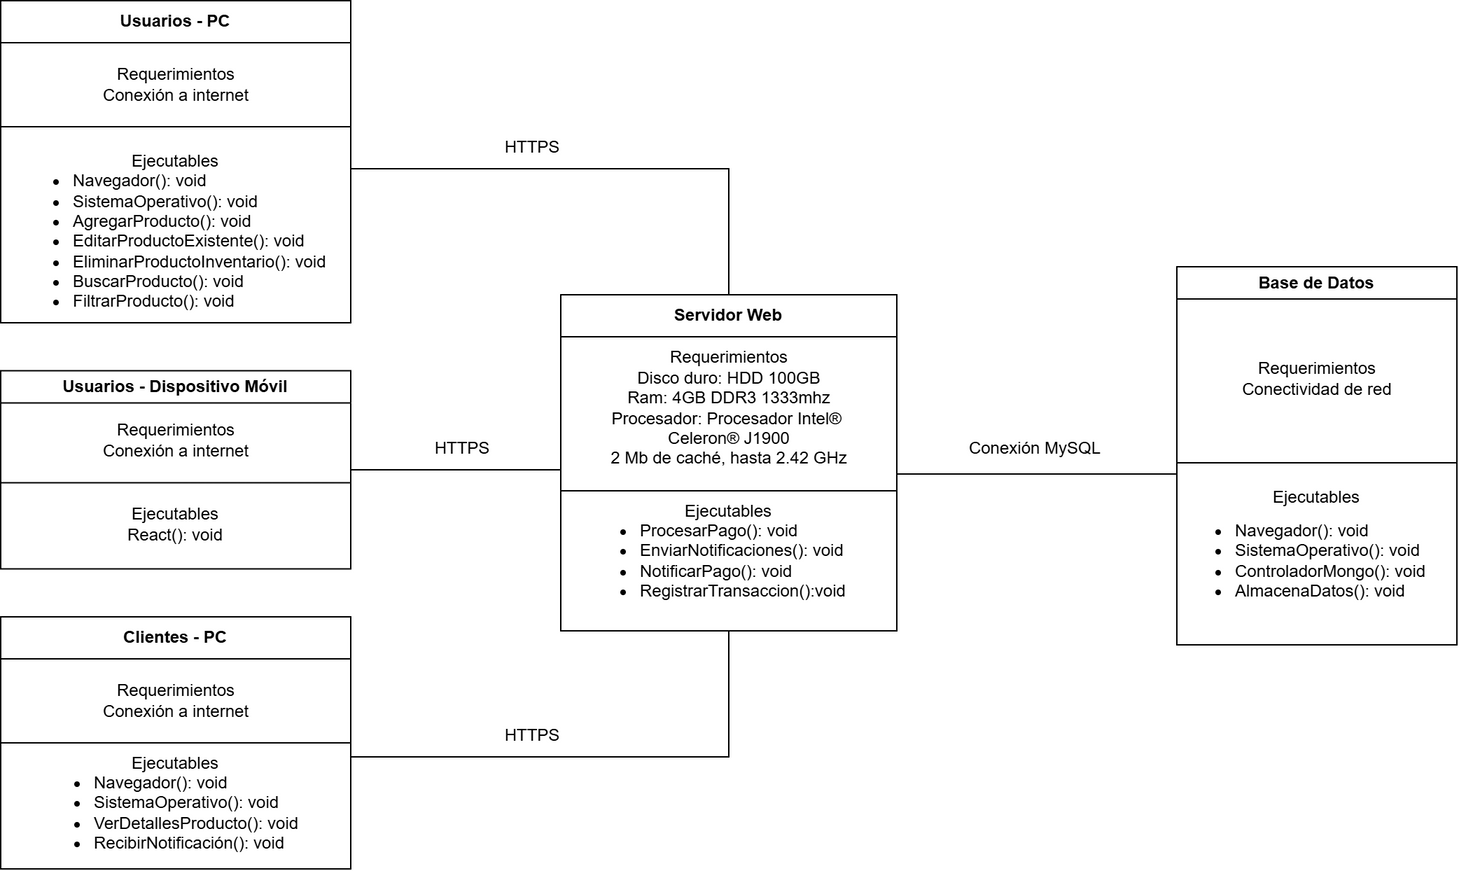 Usuarios - PC
Requerimientos
Conexión a internet
Ejecutables
• Navegador(): void
• SistemaOperativo(): void
• AgregarProducto(): void
• EditarProductoExistente(): void
• EliminarProductoInventario(): void
• BuscarProducto(): void
• FiltrarProducto(): void
HTTPS
Usuarios - Dispositivo Móvil
Requerimientos
Conexión a internet
Ejecutables
React(): void
HTTPS
Clientes - PC
Requerimientos
Conexión a internet
Ejecutables
• Navegador(): void
• SistemaOperativo(): void
• VerDetallesProducto(): void
• RecibirNotificación(): void
HTTPS
Servidor Web
Requerimientos
Disco duro: HDD 100GB
Ram: 4GB DDR3 1333mhz
Procesador: Procesador Intel®
Celeron® J1900
2 Mb de caché, hasta 2.42 GHz
Ejecutables
• ProcesarPago(): void
• EnviarNotificaciones(): void
• NotificarPago(): void
• RegistrarTransaccion():void
Conexión MySQL
Base de Datos
Requerimientos
Conectividad de red
Ejecutables
• Navegador(): void
• SistemaOperativo(): void
• ControladorMongo(): void
• AlmacenaDatos(): void